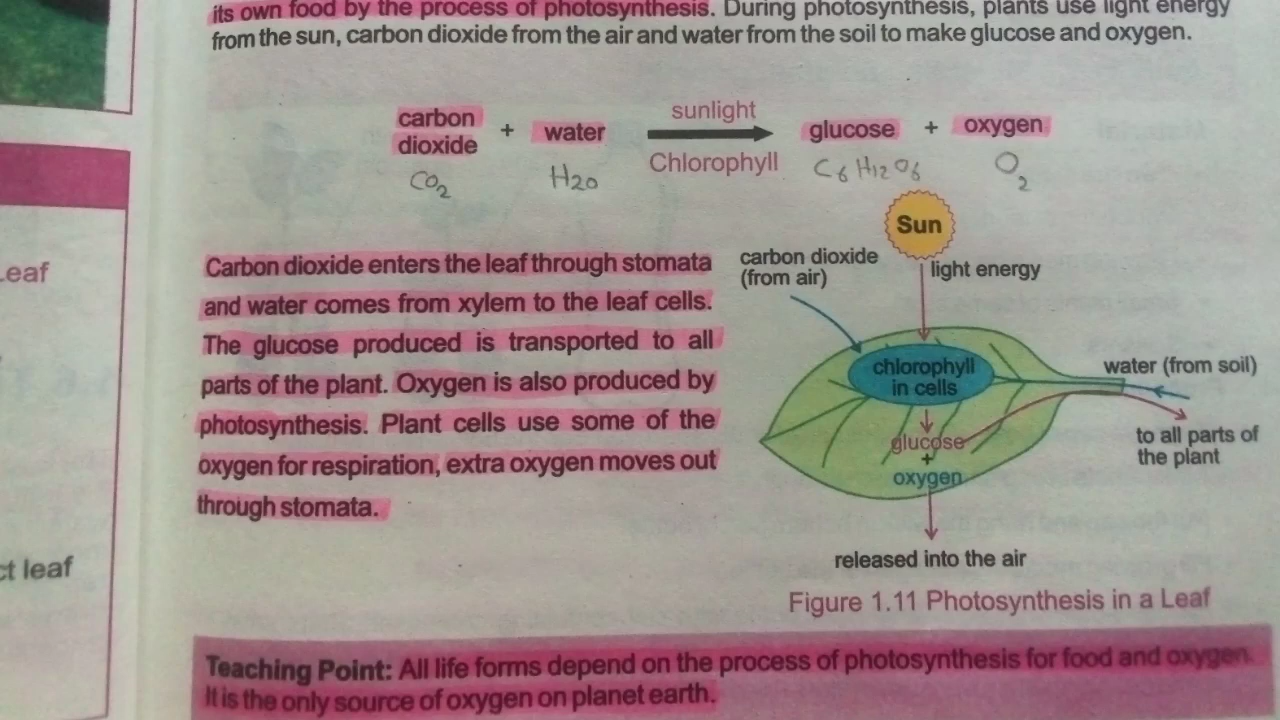 its own food by the process of photosynthesis. During photosynthesis, plants use light energy
from the sun, carbon dioxide from the air and water from the soil to make glucose and oxygen.
carbon dioxide + water sunlight Chlorophyll glucose + oxygen
CO2 H2O C6H12O6 O2
Leaf
Carbon dioxide enters the leaf through stomata
and water comes from xylem to the leaf cells.
The glucose produced is transported to all
parts of the plant. Oxygen is also produced by
photosynthesis. Plant cells use some of the
oxygen for respiration, extra oxygen moves out
through stomata.
ct leaf
Sun
carbon dioxide
(from air)
light energy
chlorophyll
in cells
water (from soil)
glucose
+
oxygen
to all parts of
the plant
released into the air
Figure 1.11 Photosynthesis in a Leaf
Teaching Point: All life forms depend on the process of photosynthesis for food and oxygen.
It is the only source of oxygen on planet earth.